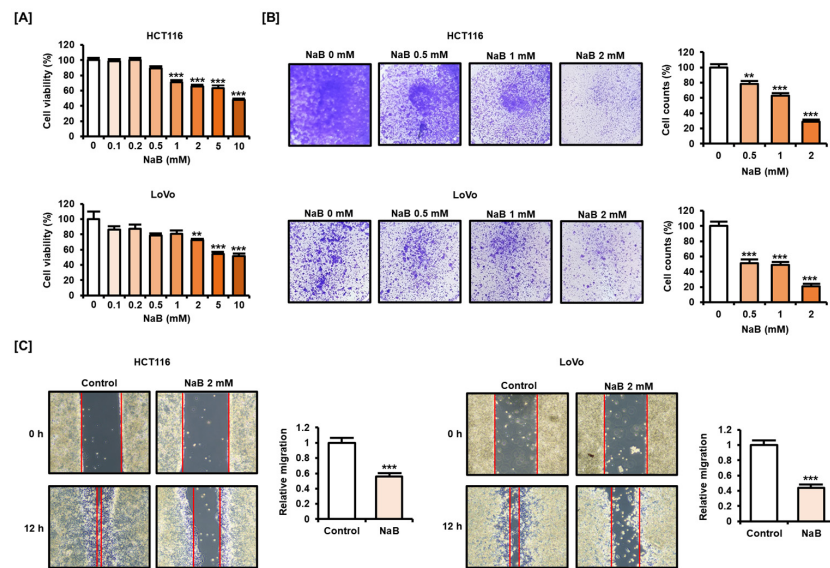 [A]
HCT116
Cell viability (%)
120
100
80
60
40
20
0
*** *** *** ***
0 0.1 0.2 0.5 1 2 5 10
NaB (mM)
LoVo
Cell viability (%)
120
100
80
60
40
20
0
** *** ***
0 0.1 0.2 0.5 1 2 5 10
NaB (mM)
[B]
HCT116
NaB 0 mM NaB 0.5 mM NaB 1 mM NaB 2 mM
Cell counts (%)
120
100
80
60
40
20
0
** *** ***
0 0.5 1 2
NaB (mM)
LoVo
NaB 0 mM NaB 0.5 mM NaB 1 mM NaB 2 mM
Cell counts (%)
120
100
80
60
40
20
0
*** *** ***
0 0.5 1 2
NaB (mM)
[C]
HCT116
Control NaB 2 mM
0 h
12 h
Relative migration
1.4
1.2
1
0.8
0.6
0.4
0.2
0
***
Control NaB
LoVo
Control NaB 2 mM
0 h
12 h
Relative migration
1.4
1.2
1
0.8
0.6
0.4
0.2
0
***
Control NaB